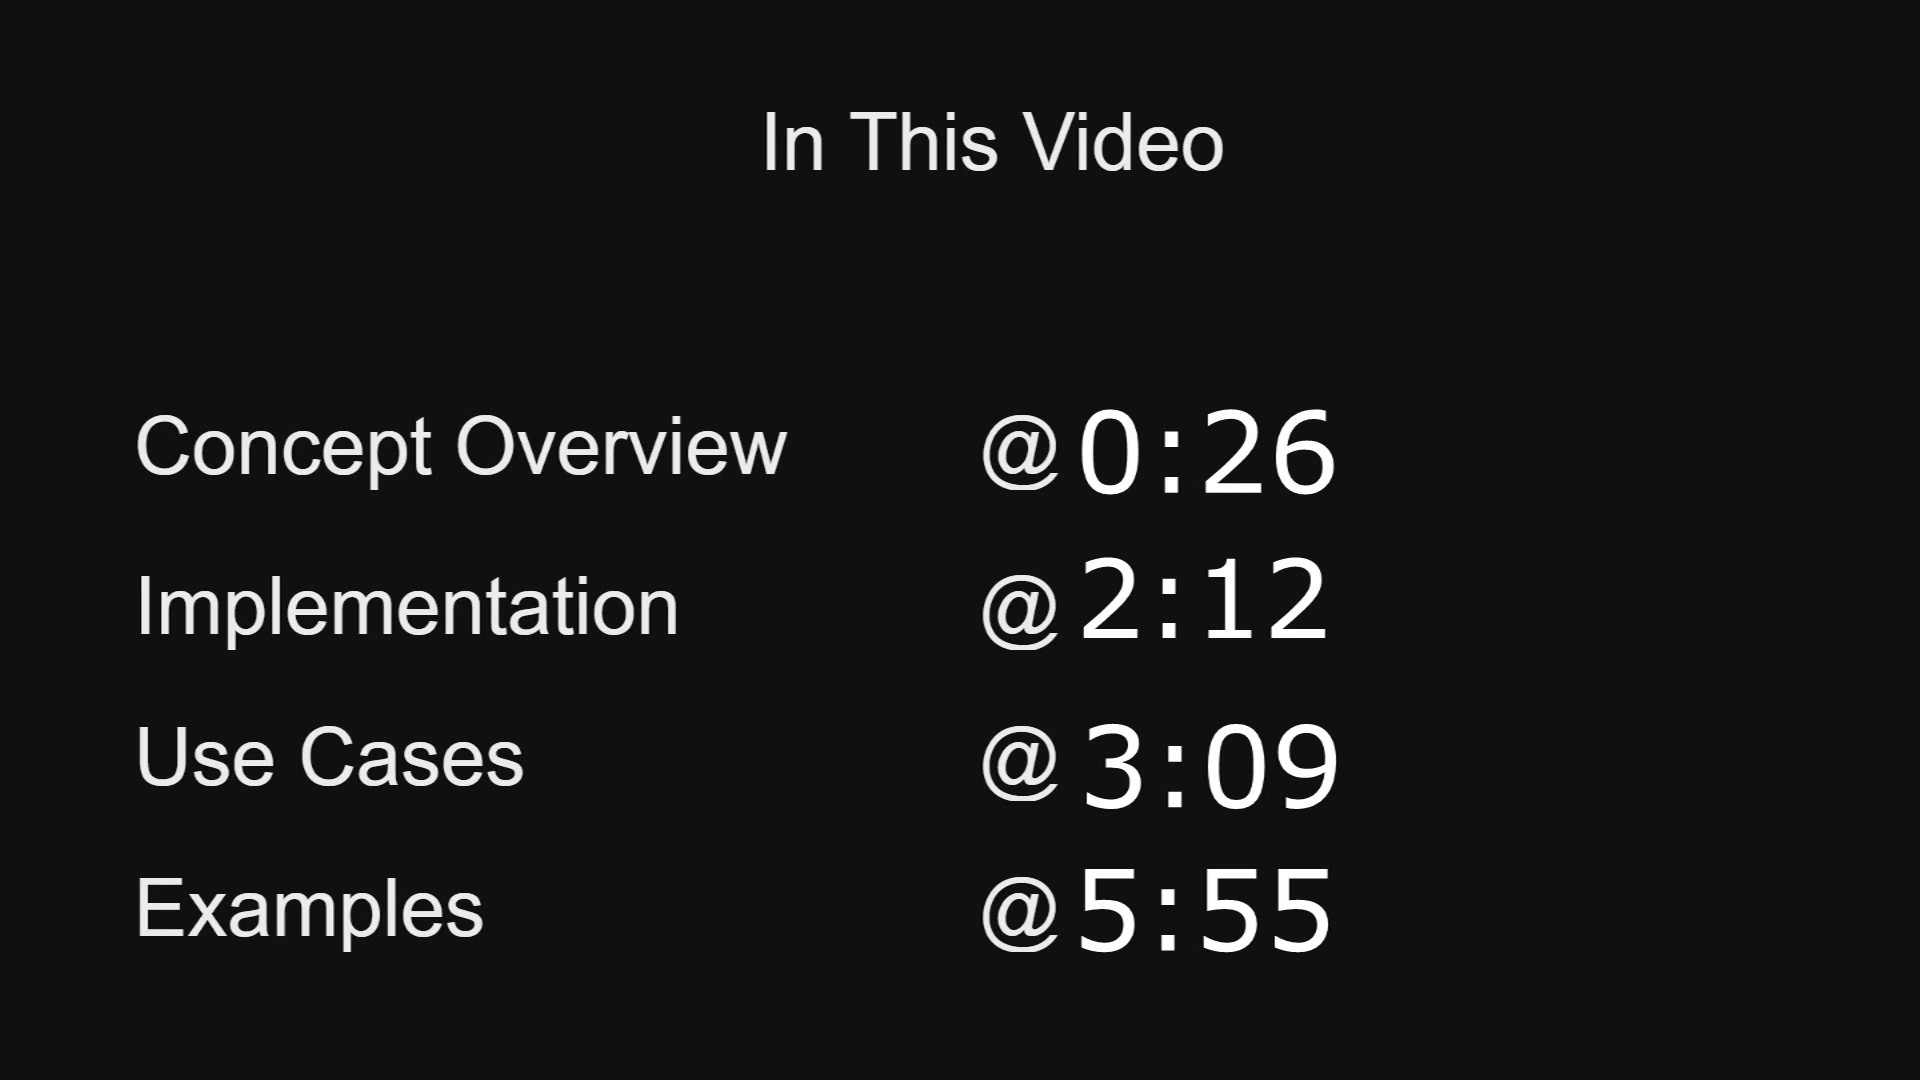 In This Video
Concept Overview @ 0:26
Implementation @ 2:12
Use Cases @ 3:09
Examples @ 5:55